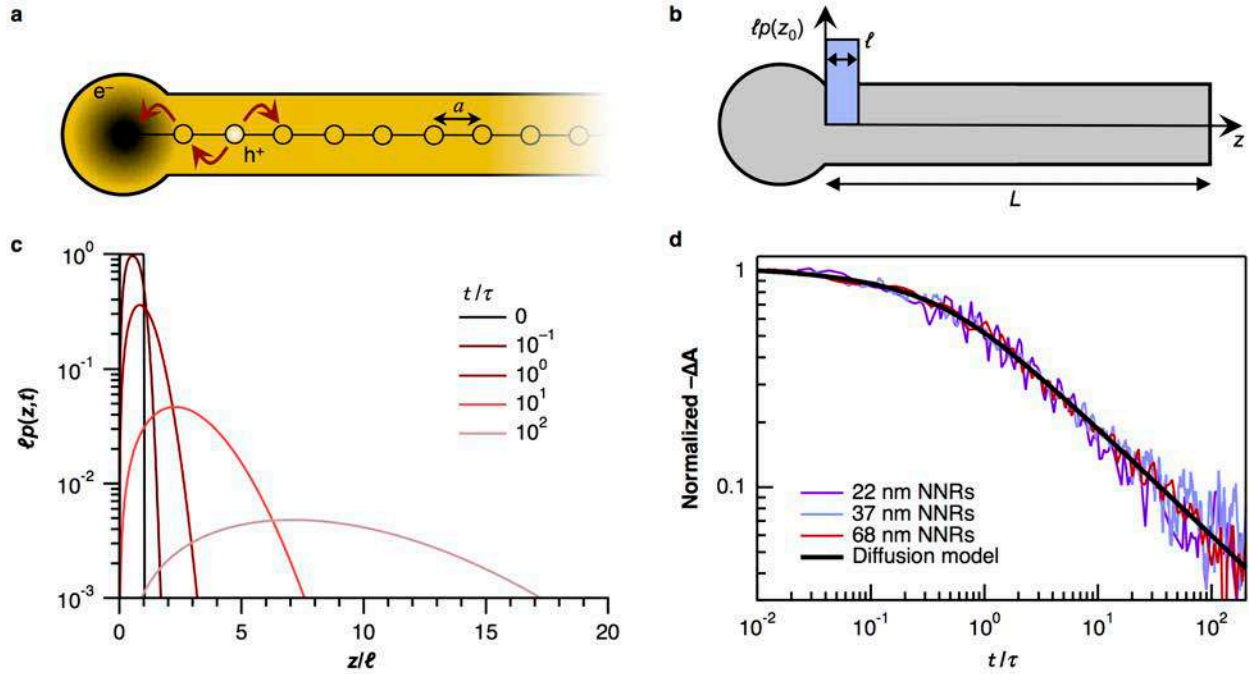 a
e⁻
h⁺
a
b
ℓp(z₀)
ℓ
z
L
c
ℓp(z,t)
10⁰
10⁻¹
10⁻²
10⁻³
t/τ
0
10⁻¹
10⁰
10¹
10²
0
5
10
15
20
z/ℓ
d
Normalized −ΔA
1
0.1
22 nm NNRs
37 nm NNRs
68 nm NNRs
Diffusion model
10⁻²
10⁻¹
10⁰
10¹
10²
t/τ